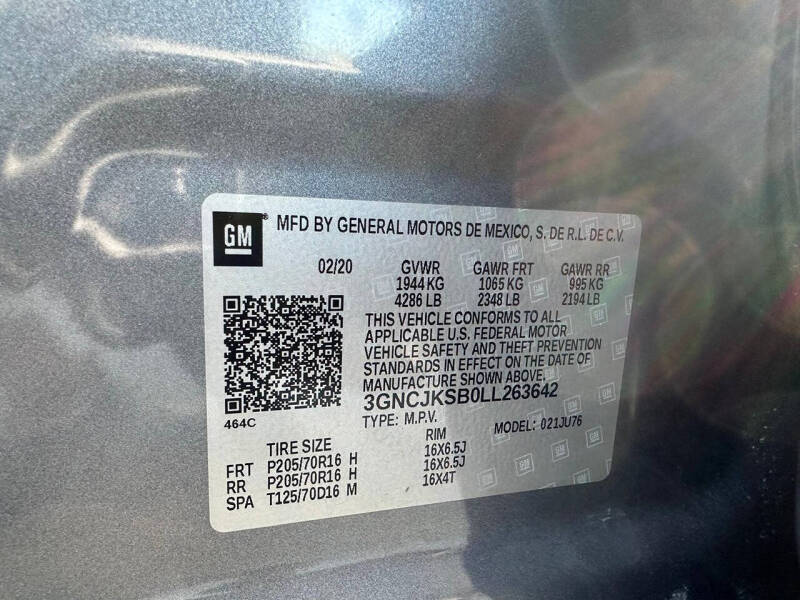 GM ® MFD BY GENERAL MOTORS DE MEXICO, S. DE R.L. DE C.V.
02/20 GVWR GAWR FRT GAWR RR
1944 KG 1065 KG 995 KG
4286 LB 2348 LB 2194 LB
THIS VEHICLE CONFORMS TO ALL
APPLICABLE U.S. FEDERAL MOTOR
VEHICLE SAFETY AND THEFT PREVENTION
STANDARDS IN EFFECT ON THE DATE OF
MANUFACTURE SHOWN ABOVE.
3GNCJKSB0LL263642
464C TYPE: M.P.V. MODEL: 021JU76
TIRE SIZE RIM
FRT P205/70R16 H 16X6.5J
RR P205/70R16 H 16X6.5J
SPA T125/70D16 M 16X4T